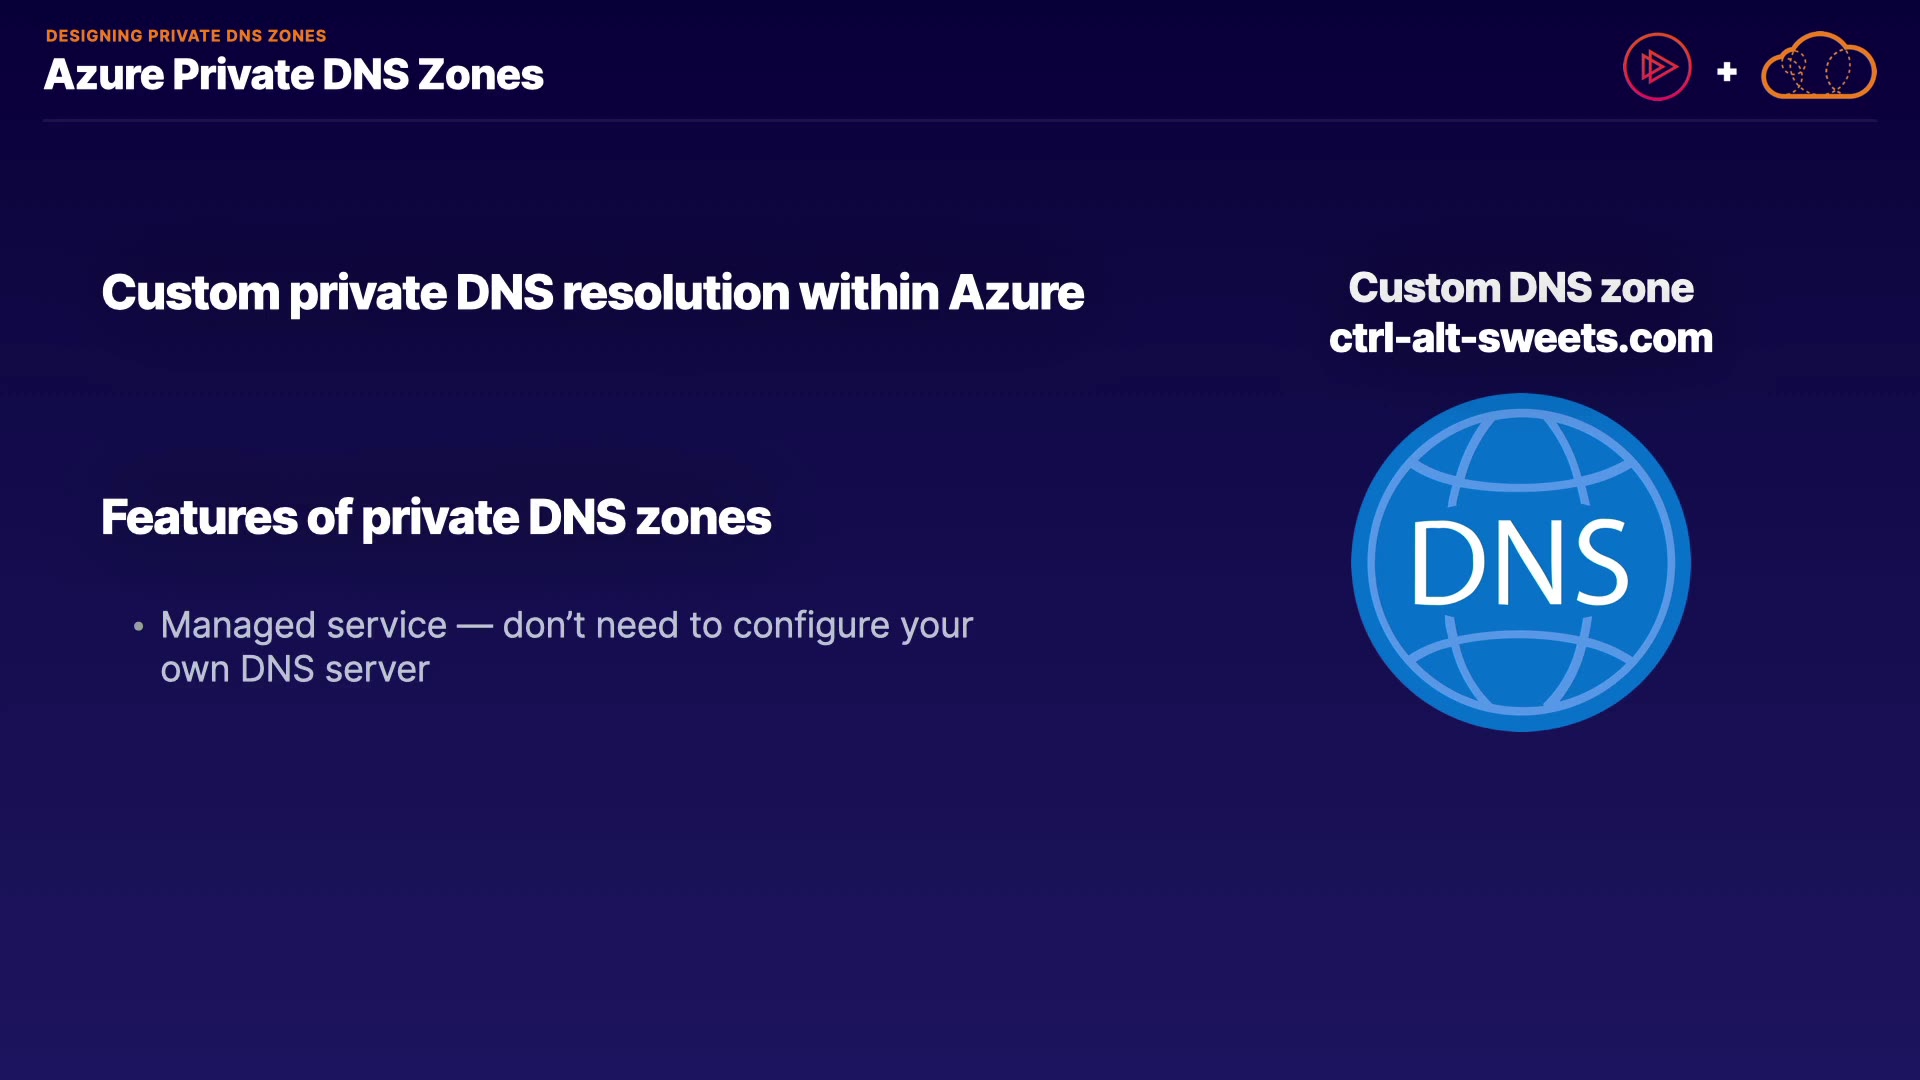 DESIGNING PRIVATE DNS ZONES
Azure Private DNS Zones
+
Custom private DNS resolution within Azure
Features of private DNS zones
• Managed service — don’t need to configure your
own DNS server
Custom DNS zone
ctrl-alt-sweets.com
DNS